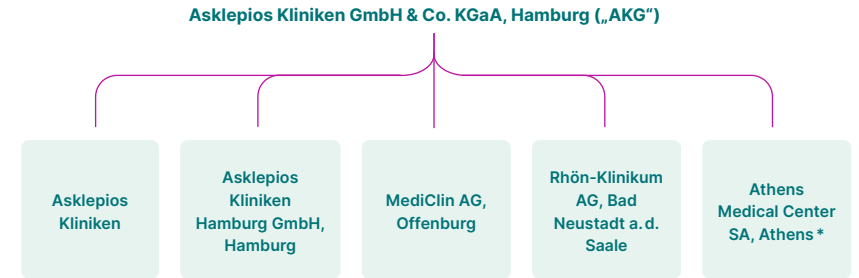 Asklepios Kliniken GmbH & Co. KGaA, Hamburg („AKG“)
Asklepios
Kliniken
Asklepios
Kliniken
Hamburg GmbH,
Hamburg
MediClin AG,
Offenburg
Rhön-Klinikum
AG, Bad
Neustadt a. d.
Saale
Athens
Medical Center
SA, Athens *